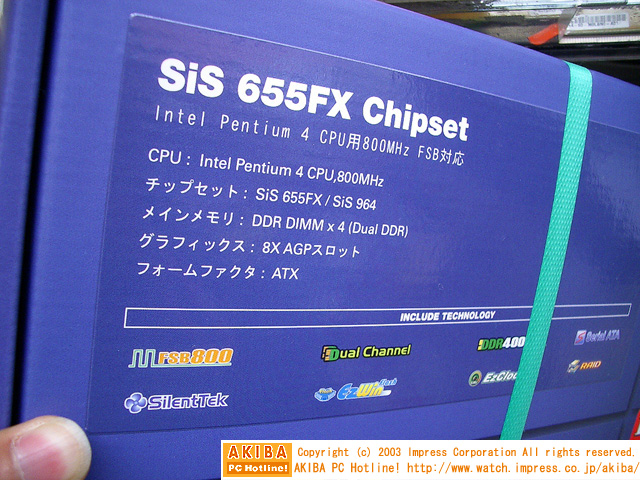 SiS 655FX Chipset
Intel Pentium 4 CPU用800MHz FSB対応
CPU : Intel Pentium 4 CPU,800MHz
チップセット : SiS 655FX / SiS 964
メインメモリ : DDR DIMM x 4 (Dual DDR)
グラフィックス : 8X AGPスロット
フォームファクタ : ATX
INCLUDE TECHNOLOGY
FSB800 Dual Channel DDR400 Serial ATA
SilentTek EzWinFlash RAID
AKIBA PC Hotline!
Copyright (c) 2003 Impress Corporation All rights reserved.
AKIBA PC Hotline! http://www.watch.impress.co.jp/akiba/